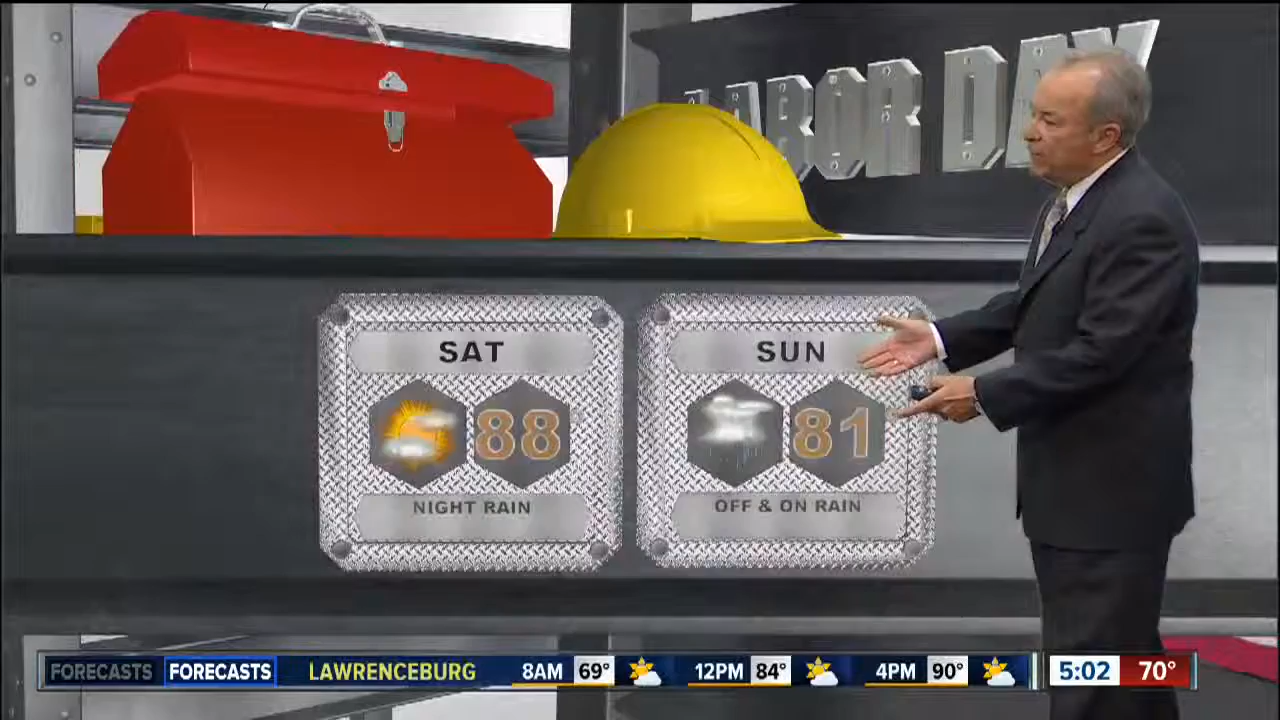 LABOR DAY
SAT
88
NIGHT RAIN
SUN
81
OFF & ON RAIN
FORECASTS FORECASTS LAWRENCEBURG 8AM 69° 12PM 84° 4PM 90° 5:02 70°